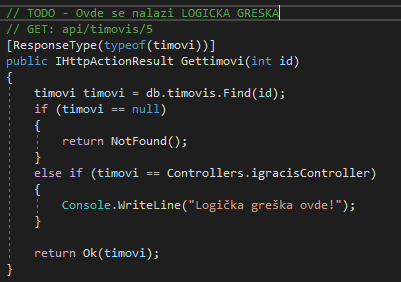 // TODO - Ovde se nalazi LOGICKA GRESKA
// GET: api/timovis/5
[ResponseType(typeof(timovi))]
public IHttpActionResult Gettimovi(int id)
{
timovi timovi = db.timovis.Find(id);
if (timovi == null)
{
return NotFound();
}
else if (timovi == Controllers.igracisController)
{
Console.WriteLine("Logička greška ovde!");
}
return Ok(timovi);
}